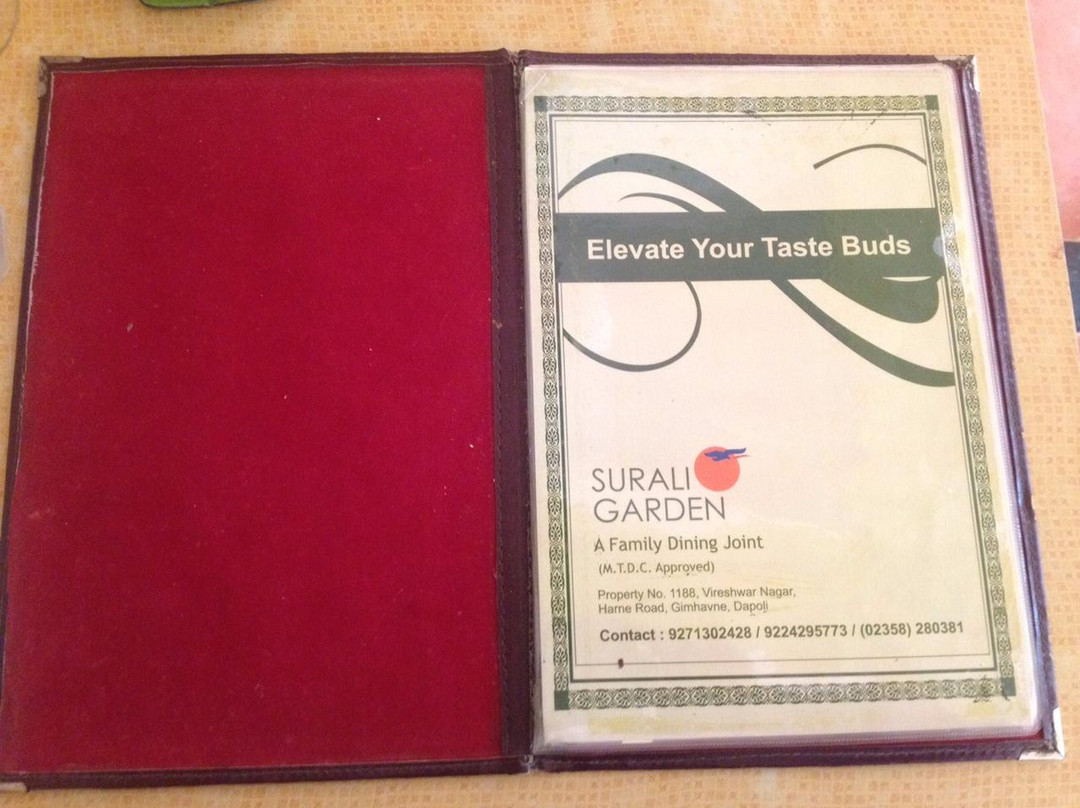 Elevate Your Taste Buds
SURALI
GARDEN
A Family Dining Joint
(M.T.D.C. Approved)
Property No. 1188, Vireshwar Nagar,
Harne Road, Gimhavne, Dapoli
Contact : 9271302428 / 9224295773 / (02358) 280381